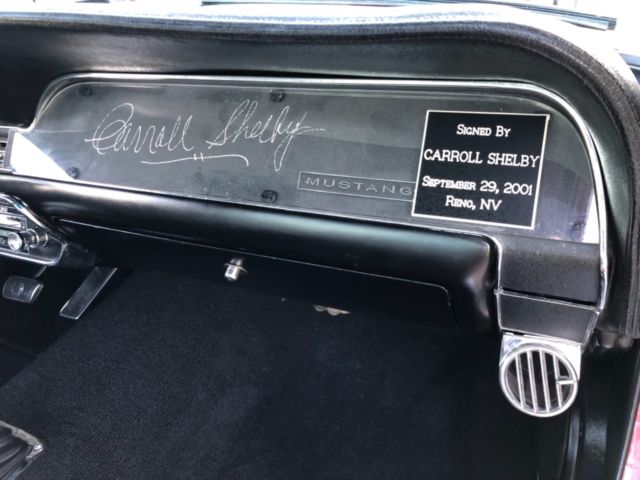 Carroll Shelby
MUSTANG
SIGNED BY
CARROLL SHELBY
SEPTEMBER 29, 2001
RENO, NV